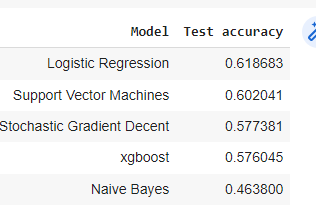 Model Test accuracy
Logistic Regression 0.618683
Support Vector Machines 0.602041
Stochastic Gradient Decent 0.577381
xgboost 0.576045
Naive Bayes 0.463800